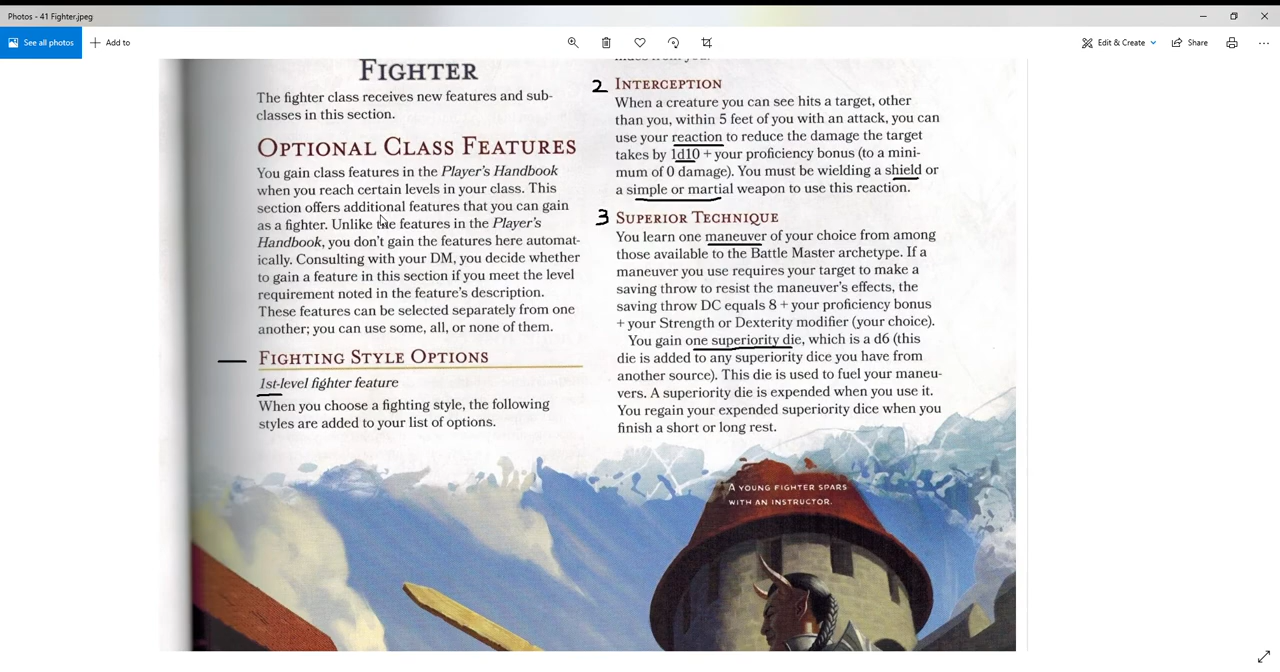 Photos - 41 Fighter.jpeg
See all photos
Add to
Edit & Create
Share
FIGHTER
The fighter class receives new features and sub-
classes in this section.
OPTIONAL CLASS FEATURES
You gain class features in the Player's Handbook
when you reach certain levels in your class. This
section offers additional features that you can gain
as a fighter. Unlike the features in the Player's
Handbook, you don't gain the features here automat-
ically. Consulting with your DM, you decide whether
to gain a feature in this section if you meet the level
requirement noted in the feature's description.
These features can be selected separately from one
another; you can use some, all, or none of them.
FIGHTING STYLE OPTIONS
1st-level fighter feature
When you choose a fighting style, the following
styles are added to your list of options.
2 INTERCEPTION
When a creature you can see hits a target, other
than you, within 5 feet of you with an attack, you can
use your reaction to reduce the damage the target
takes by 1d10 + your proficiency bonus (to a mini-
mum of 0 damage). You must be wielding a shield or
a simple or martial weapon to use this reaction.
3 SUPERIOR TECHNIQUE
You learn one maneuver of your choice from among
those available to the Battle Master archetype. If a
maneuver you use requires your target to make a
saving throw to resist the maneuver's effects, the
saving throw DC equals 8 + your proficiency bonus
+ your Strength or Dexterity modifier (your choice).
You gain one superiority die, which is a d6 (this
die is added to any superiority dice you have from
another source). This die is used to fuel your maneu-
vers. A superiority die is expended when you use it.
You regain your expended superiority dice when you
finish a short or long rest.
A YOUNG FIGHTER SPARS
WITH AN INSTRUCTOR.